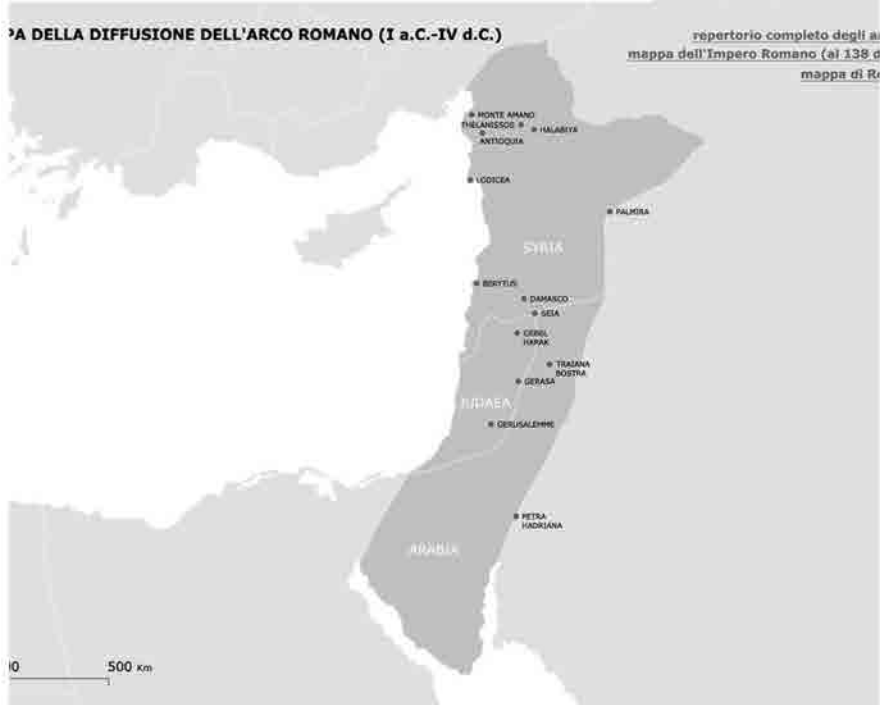 PA DELLA DIFFUSIONE DELL'ARCO ROMANO (I a.C.-IV d.C.)
repertorio completo degli
mappa dell'Impero Romano (al 138
mappa di
MONTE AMANO
THELANISSOS
HALABIYA
ANTIOQUIA
LODICEA
PALMIRA
SYRIA
BERYTUS
DAMASCO
SEIA
GEBEL
HARAK
TRAIANA
BOSTRA
GERASA
IUDAEA
GERUSALEMME
PETRA
HADRIANA
ARABIA
500 Km